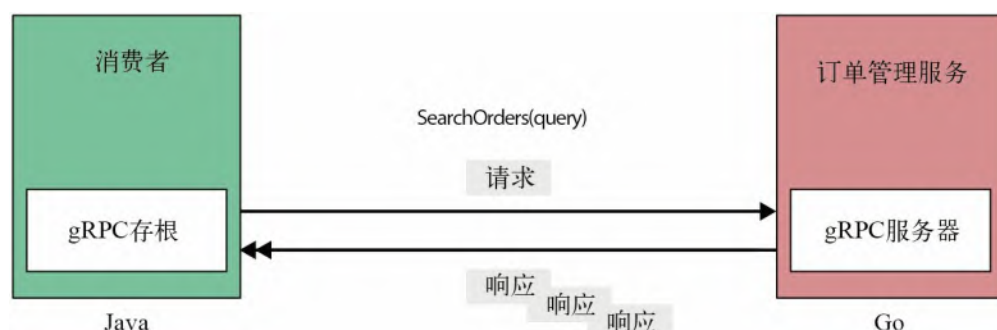 消费者
订单管理服务
SearchOrders(query)
请求
gRPC存根
gRPC服务器
响应
响应
响应
Java
Go